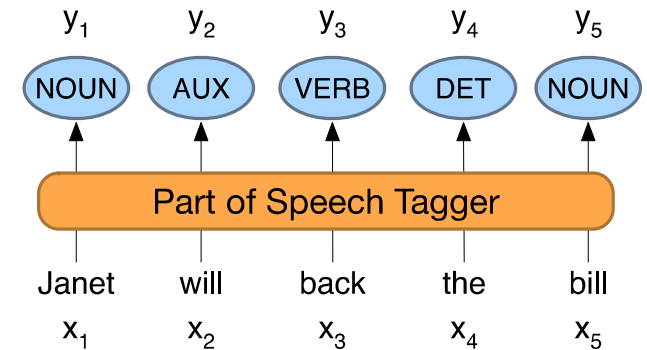 y1 y2 y3 y4 y5
NOUN AUX VERB DET NOUN
Part of Speech Tagger
Janet will back the bill
x1 x2 x3 x4 x5